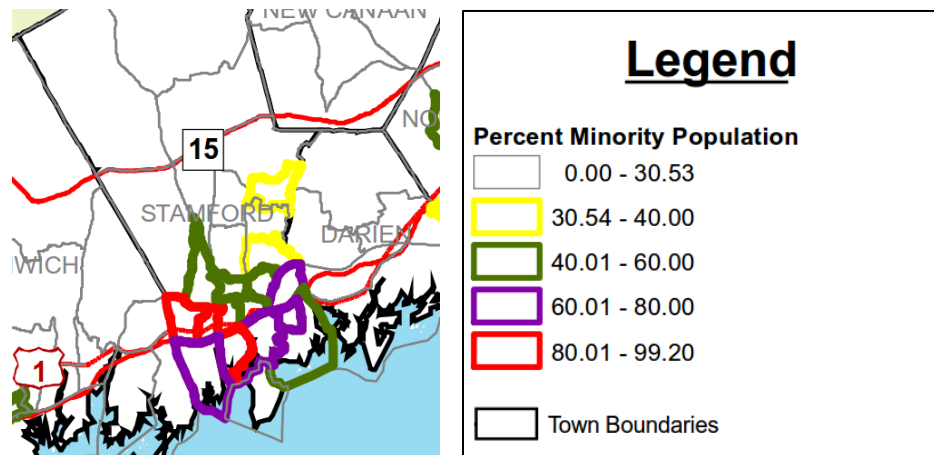 NEW CANAAN
NO
15
STAMFORD
DARIEN
WICH
1
Legend
Percent Minority Population
0.00 - 30.53
30.54 - 40.00
40.01 - 60.00
60.01 - 80.00
80.01 - 99.20
Town Boundaries